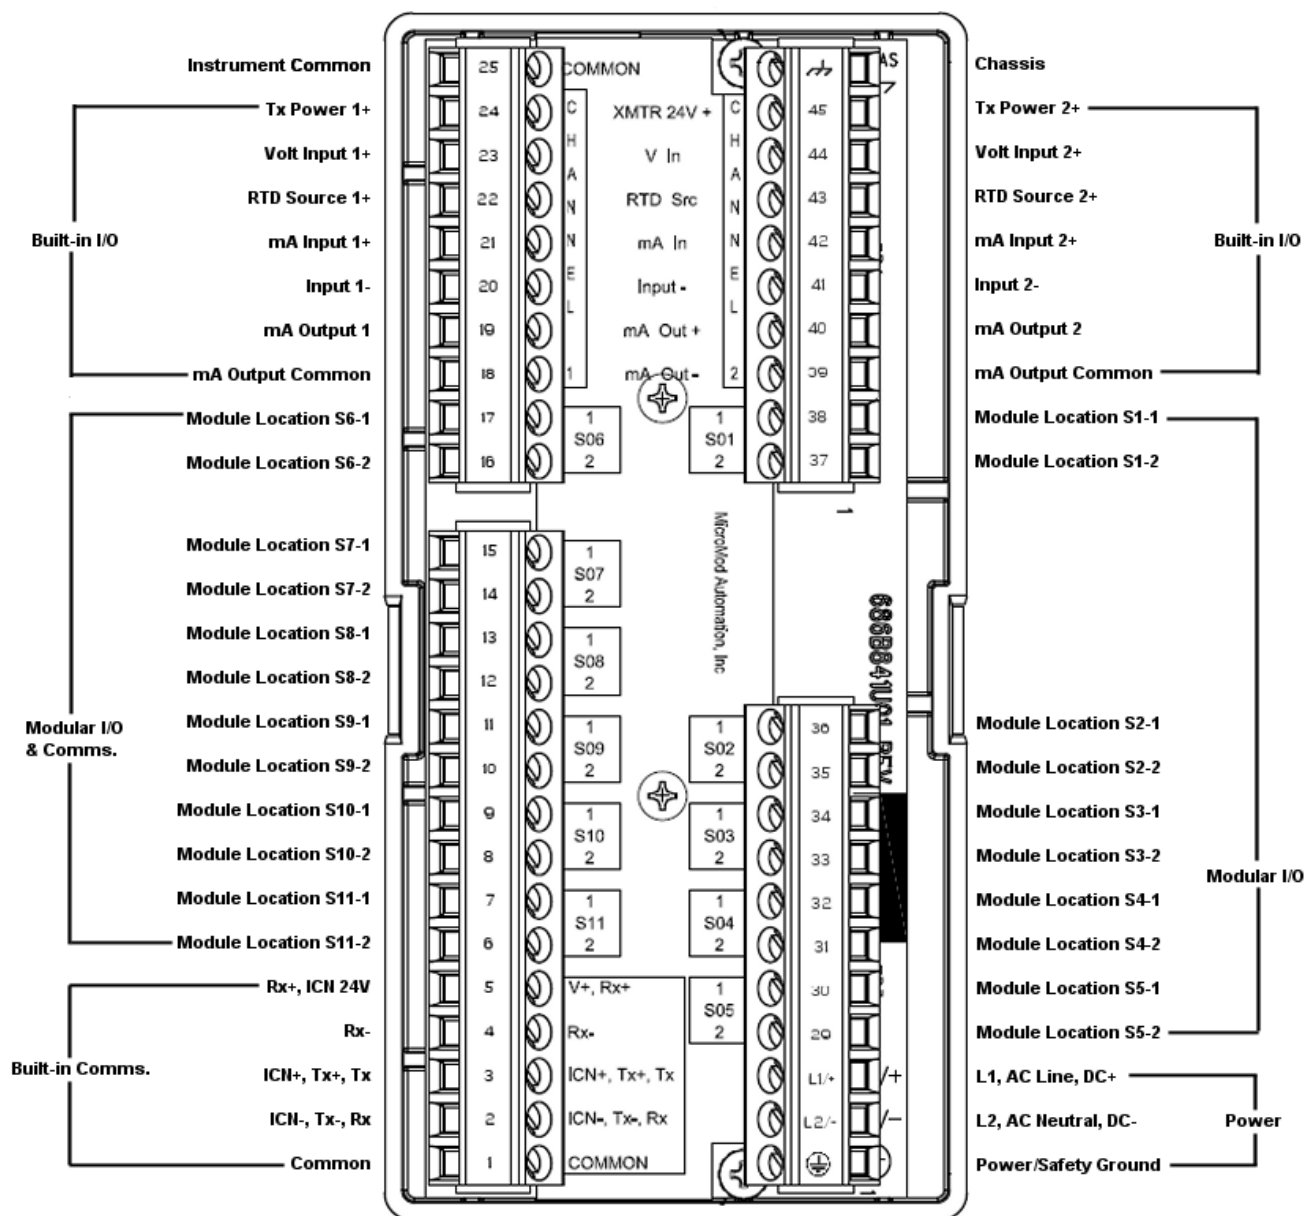 Instrument Common 25 COMMON Chassis
Tx Power 1+ 24 XMTR 24V + 45 Tx Power 2+
Volt Input 1+ 23 V In 44 Volt Input 2+
RTD Source 1+ 22 RTD Src 43 RTD Source 2+
Built-in I/O mA Input 1+ 21 mA In 42 mA Input 2+ Built-in I/O
Input 1- 20 Input - 41 Input 2-
mA Output 1 19 mA Out + 40 mA Output 2
mA Output Common 18 mA Out - 39 mA Output Common
CHANNEL 1
CHANNEL 2
Module Location S6-1 17 1 1 38 Module Location S1-1
S06 S01
Module Location S6-2 16 2 2 37 Module Location S1-2
1
MicroMod Automation, Inc
Module Location S7-1 15 1
S07
Module Location S7-2 14 2
Module Location S8-1 13 1
S08
Module Location S8-2 12 2
Modular I/O
& Comms.
Module Location S9-1 11 1 1 36 Module Location S2-1
S09 S02
Module Location S9-2 10 2 2 35 Module Location S2-2
Module Location S10-1 9 1 1 34 Module Location S3-1
S10 S03
Module Location S10-2 8 2 2 33 Module Location S3-2
Modular I/O
Module Location S11-1 7 1 1 32 Module Location S4-1
S11 S04
Module Location S11-2 6 2 2 31 Module Location S4-2
Rx+, ICN 24V 5 V+, Rx+ 1 30 Module Location S5-1
S05
Rx- 4 Rx- 2 29 Module Location S5-2
Built-in Comms.
ICN+, Tx+, Tx 3 ICN+, Tx+, Tx L1/+ /+ L1, AC Line, DC+
ICN-, Tx-, Rx 2 ICN-, Tx-, Rx L2/- /- L2, AC Neutral, DC- Power
Common 1 COMMON Power/Safety Ground
1